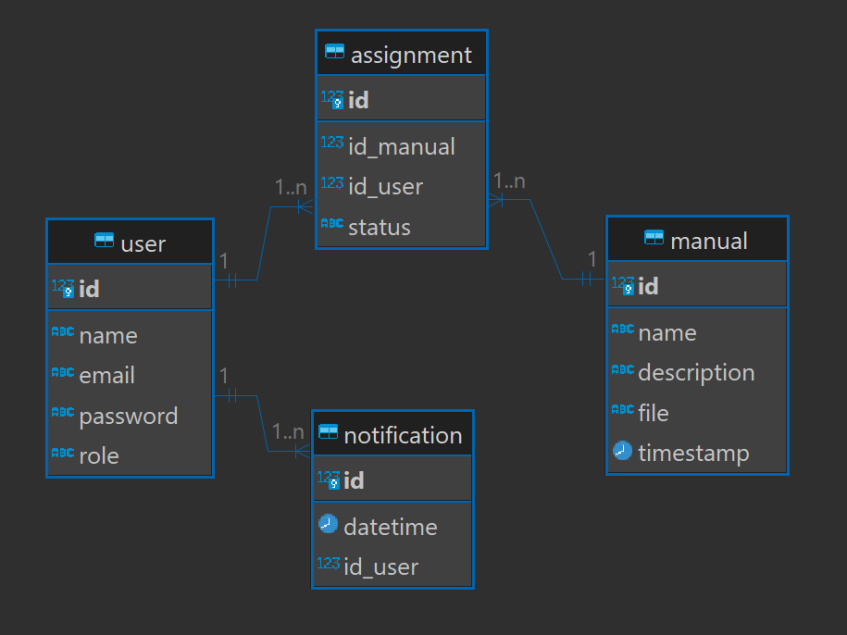 assignment
123 id
123 id_manual
123 id_user
ABC status
1..n
1..n
user
123 id
ABC name
ABC email
ABC password
ABC role
1
1
manual
123 id
ABC name
ABC description
ABC file
timestamp
1
1..n
notification
123 id
datetime
123 id_user